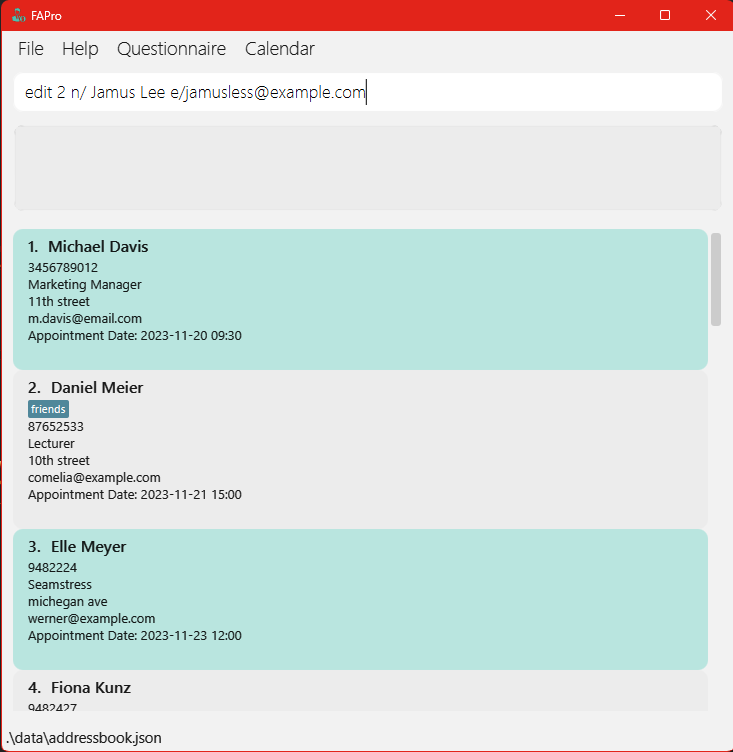 FAPro
File Help Questionnaire Calendar
edit 2 n/ Jamus Lee e/jamusless@example.com
1. Michael Davis
3456789012
Marketing Manager
11th street
m.davis@email.com
Appointment Date: 2023-11-20 09:30
2. Daniel Meier
friends
87652533
Lecturer
10th street
cornelia@example.com
Appointment Date: 2023-11-21 15:00
3. Elle Meyer
9482224
Seamstress
michegan ave
werner@example.com
Appointment Date: 2023-11-23 12:00
4. Fiona Kunz
9482427
.\data\addressbook.json